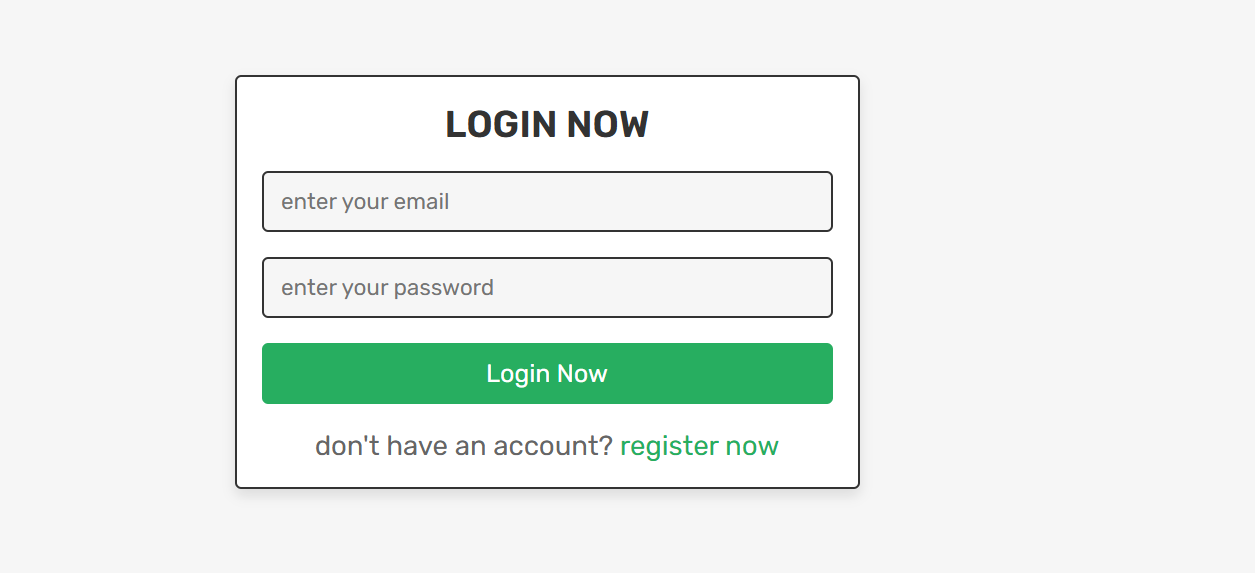 LOGIN NOW
enter your email
enter your password
Login Now
don't have an account? register now